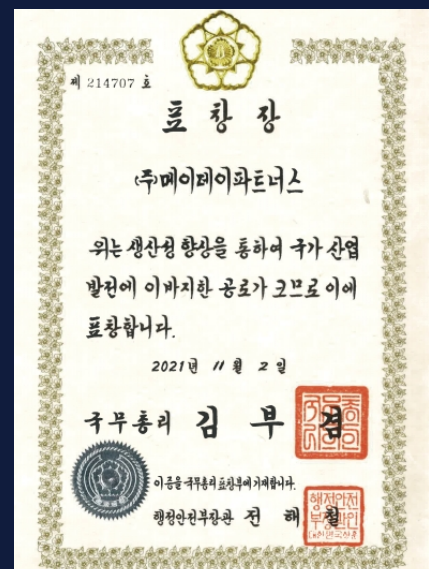 제 214707 호
표 창 장
(주)메이데이파트너스
위는 생산성 향상을 통하여 국가 산업
발전에 이바지한 공로가 크므로 이에
표창합니다.
2021년 11 월 2 일
국무총리 김 부 겸
이 증을 국무총리 표창부에 기재합니다.
행정안전부장관 전 해 철